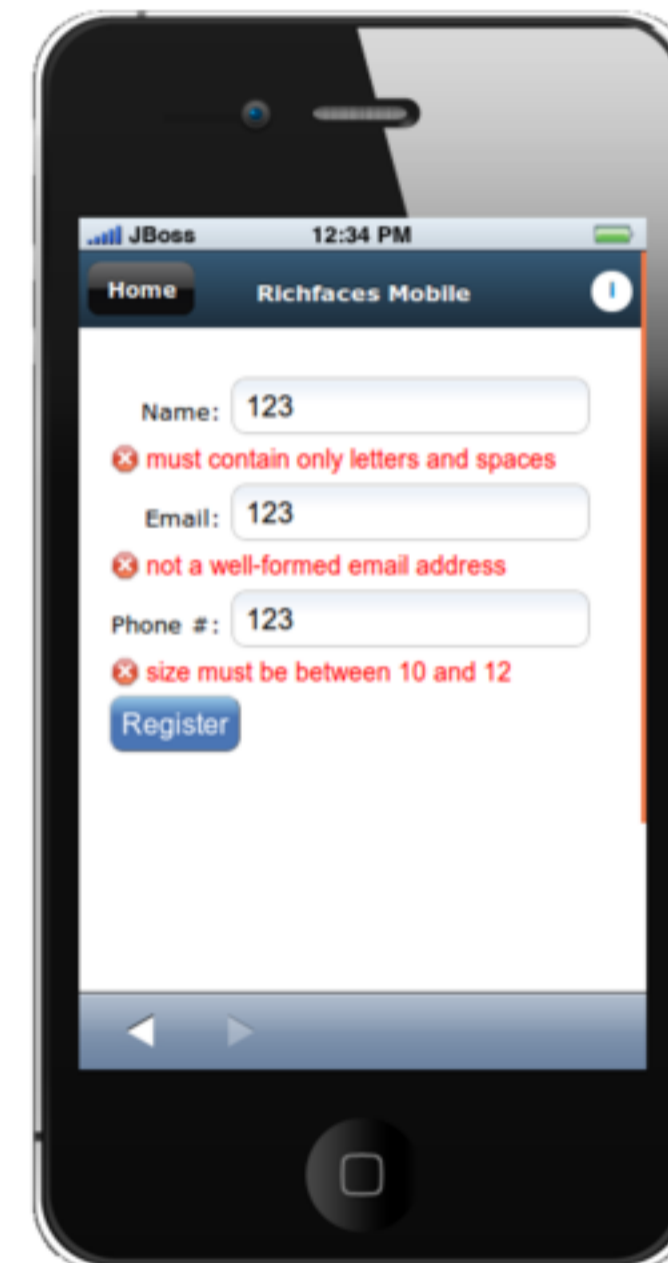 JBoss 12:34 PM
Home Richfaces Mobile I
Name: 123
must contain only letters and spaces
Email: 123
not a well-formed email address
Phone #: 123
size must be between 10 and 12
Register